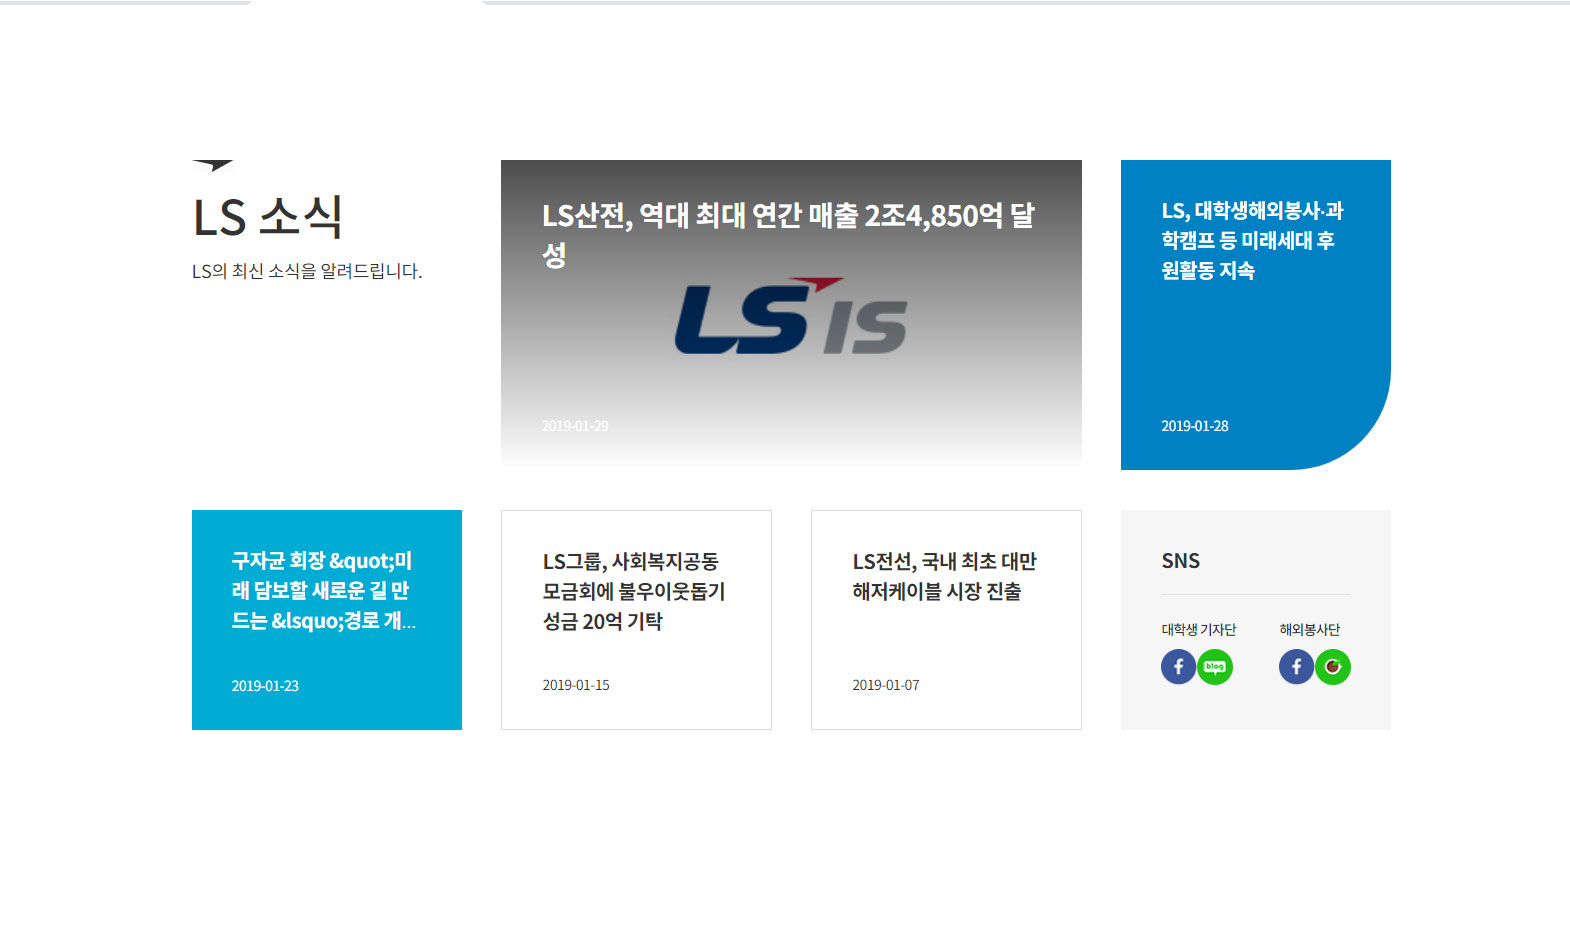 LS 소식
LS의 최신 소식을 알려드립니다.
LS산전, 역대 최대 연간 매출 2조4,850억 달
성
LS IS
2019-01-29
LS, 대학생해외봉사·과
학캠프 등 미래세대 후
원활동 지속
2019-01-28
구자균 회장 &quot;미
래 담보할 새로운 길 만
드는 &lsquo;경로 개...
2019-01-23
LS그룹, 사회복지공동
모금회에 불우이웃돕기
성금 20억 기탁
2019-01-15
LS전선, 국내 최초 대만
해저케이블 시장 진출
2019-01-07
SNS
대학생 기자단
해외봉사단
f
blog
f